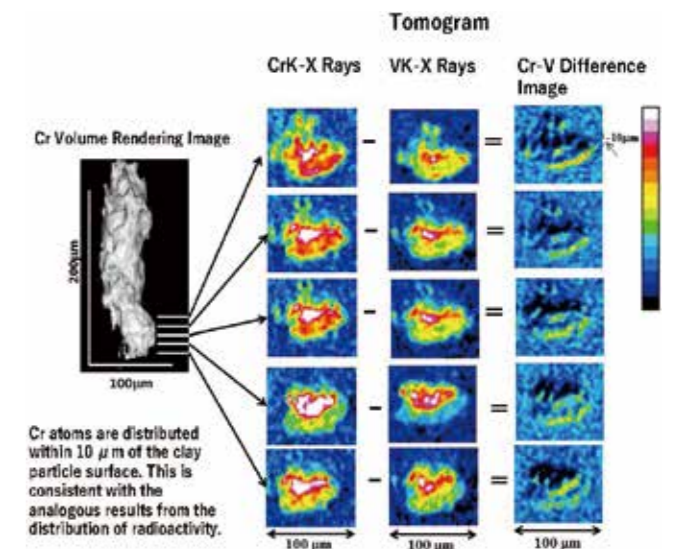 Tomogram
CrK-X Rays
VK-X Rays
Cr-V Difference
Image
Cr Volume Rendering Image
~10μm
- =
- =
- =
- =
- =
200μm
100μm
Cr atoms are distributed
within 10 μ m of the clay
particle surface. This is
consistent with the
analogous results from the
distribution of radioactivity.
100 μm
100 μm
100 μm